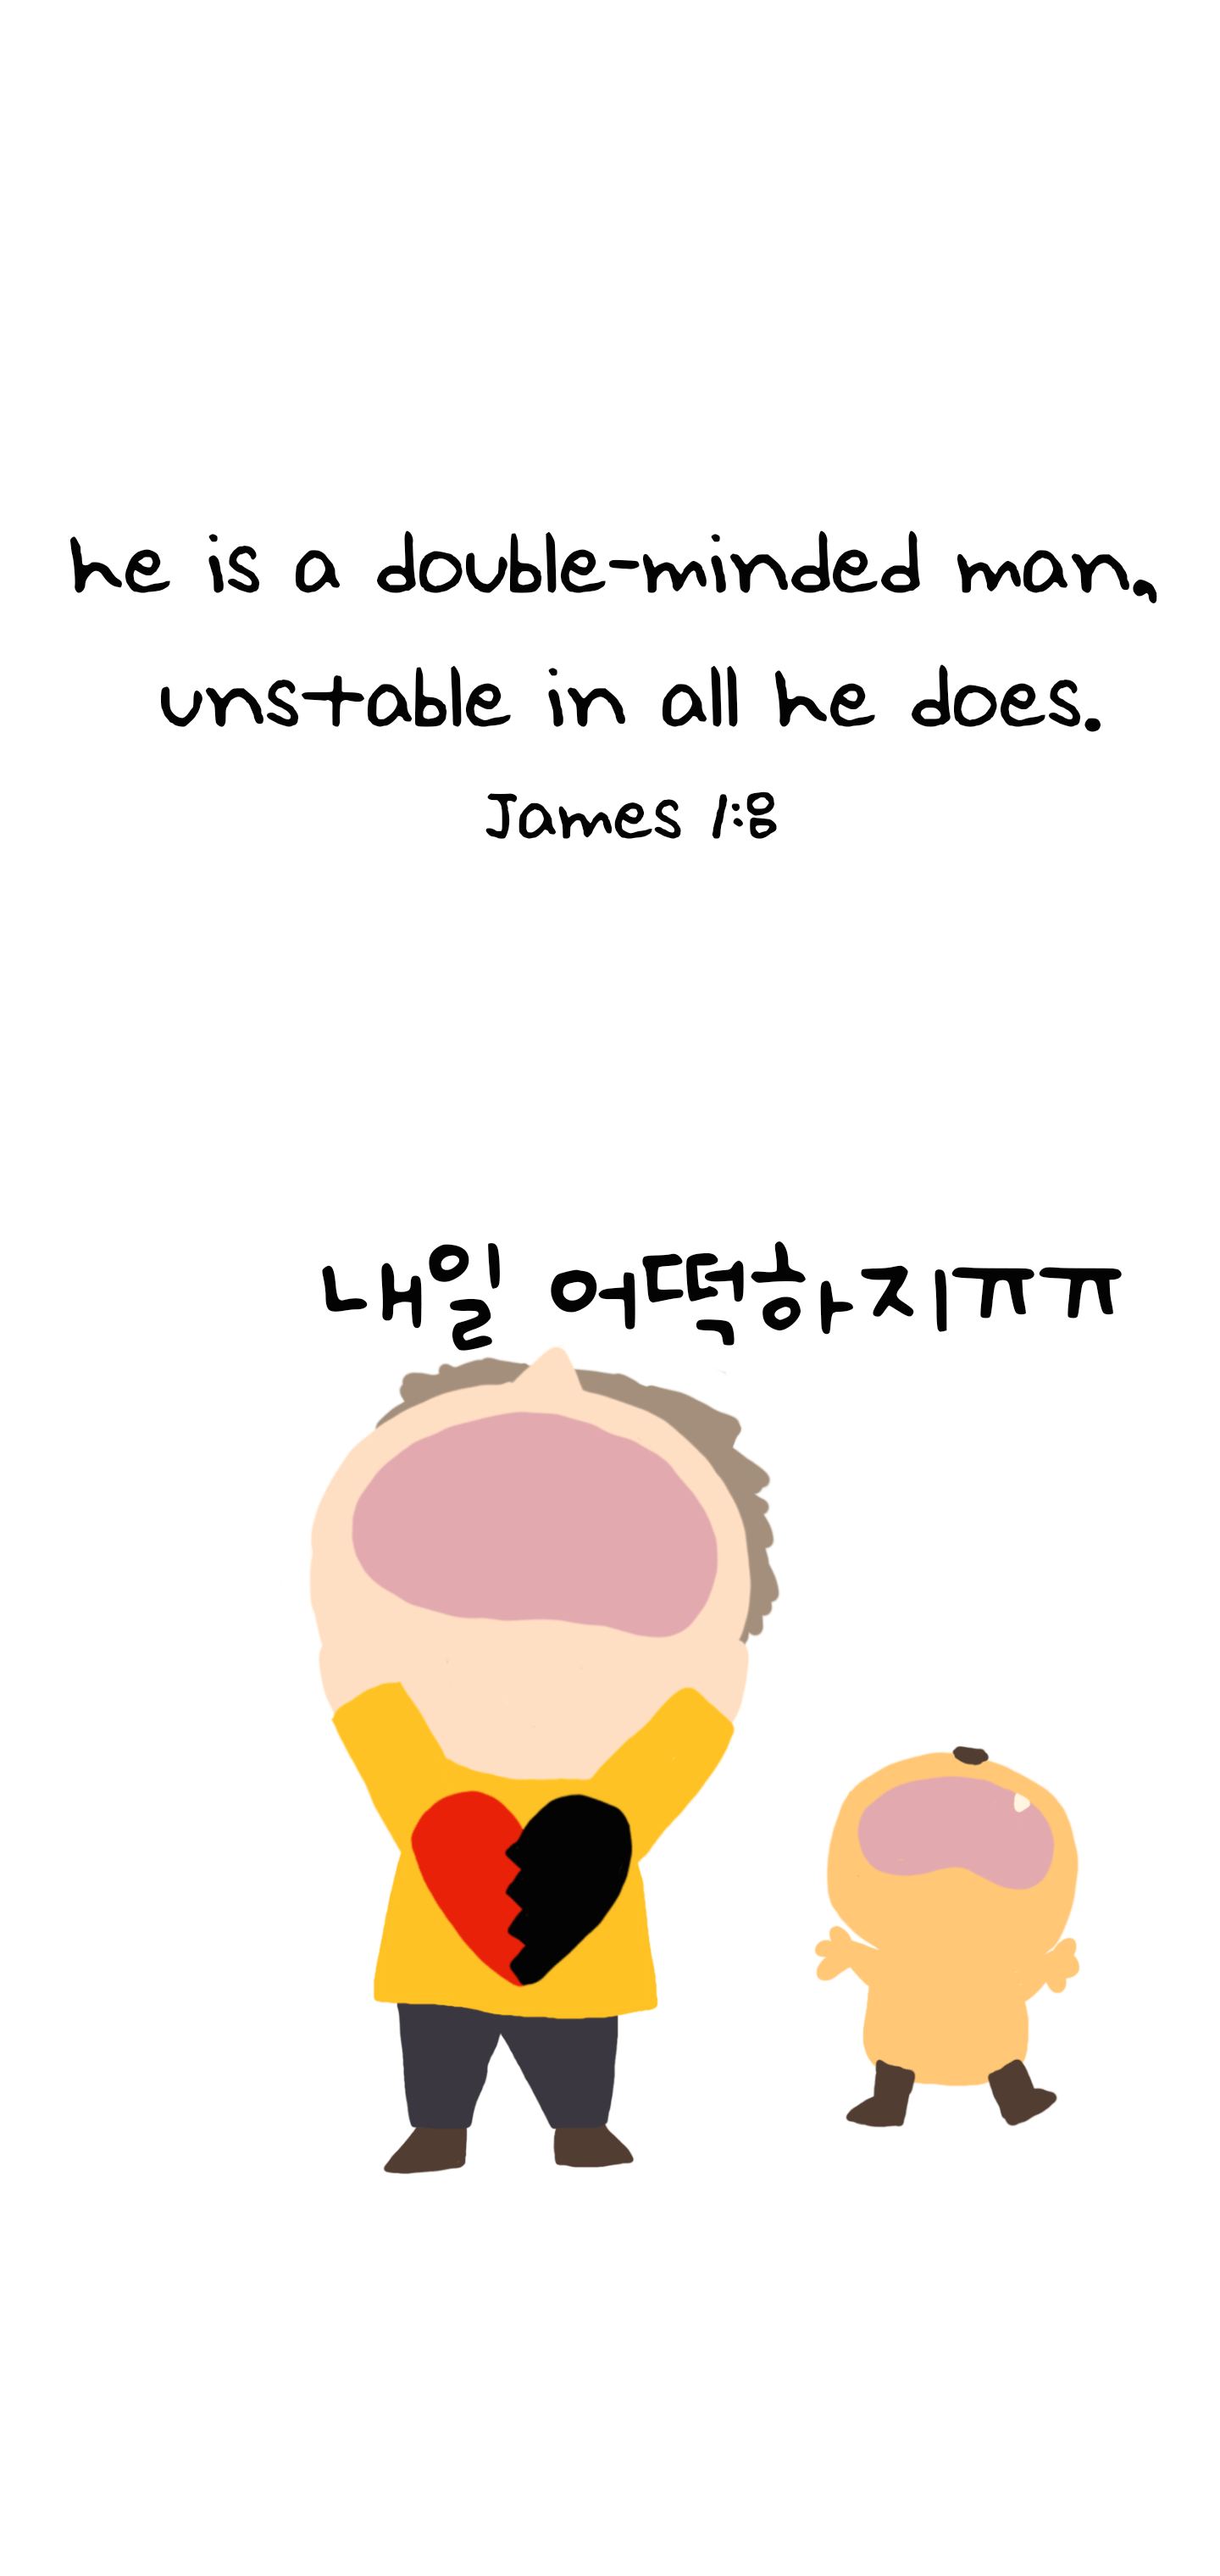 he is a double-minded man,
unstable in all he does.
James 1:8
내일 어떡하지ㅠㅠ